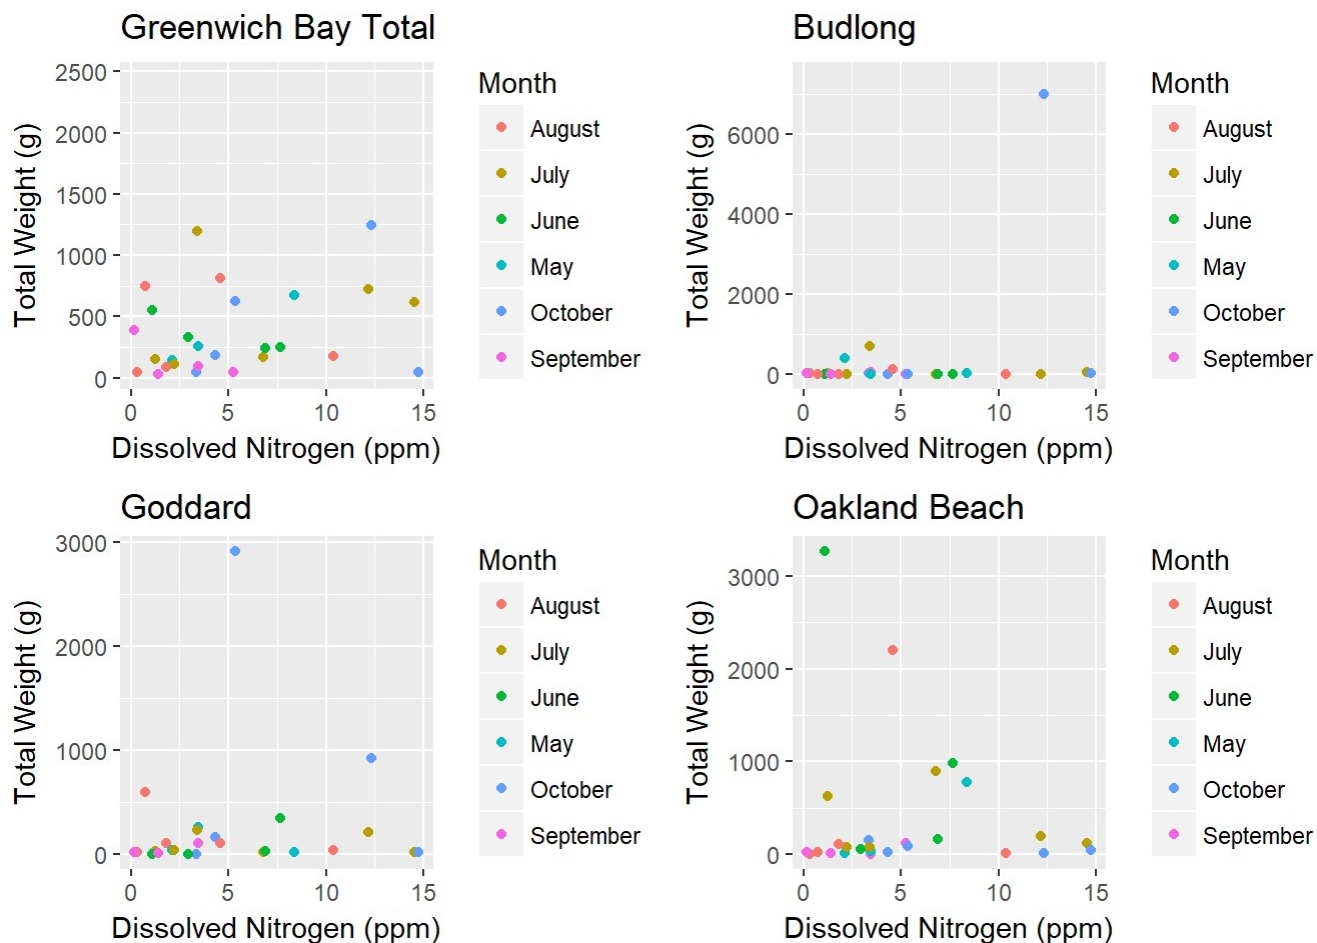 Greenwich Bay Total
2500
2000
1500
1000
500
0
Total Weight (g)
0 5 10 15
Dissolved Nitrogen (ppm)
Month
August
July
June
May
October
September
Budlong
6000
4000
2000
0
Total Weight (g)
0 5 10 15
Dissolved Nitrogen (ppm)
Month
August
July
June
May
October
September
Goddard
3000
2000
1000
0
Total Weight (g)
0 5 10 15
Dissolved Nitrogen (ppm)
Month
August
July
June
May
October
September
Oakland Beach
3000
2000
1000
0
Total Weight (g)
0 5 10 15
Dissolved Nitrogen (ppm)
Month
August
July
June
May
October
September